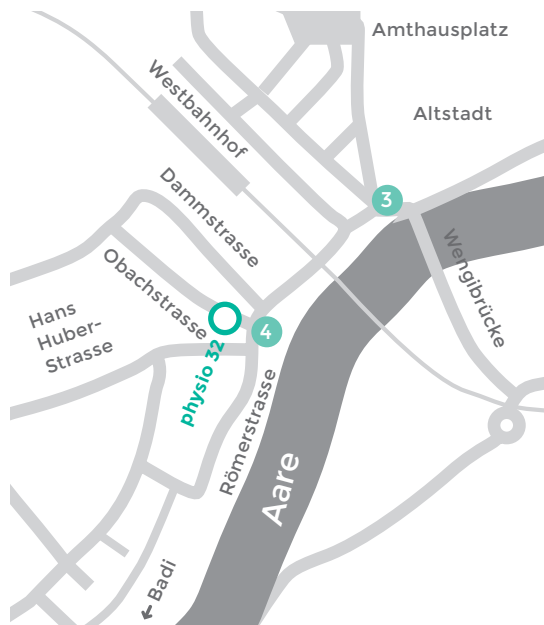 Amthausplatz
Westbahnhof
Altstadt
Dammstrasse
3
Wengibrücke
Obachstrasse
Hans
Huber-
Strasse
4
physio 32
Römerstrasse
Aare
← Badi